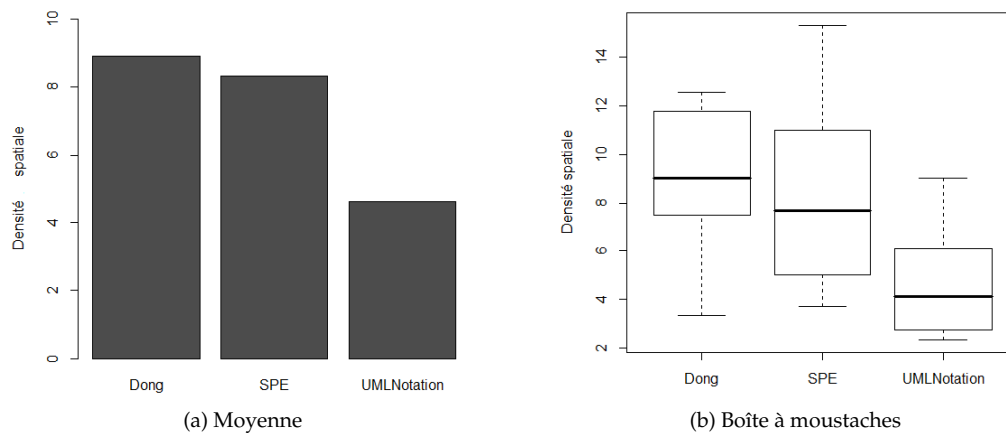 10
8
6
4
2
0
Densité spatiale
Dong SPE UMLNotation
(a) Moyenne
14
12
10
8
6
4
2
Densité spatiale
Dong SPE UMLNotation
(b) Boîte à moustaches